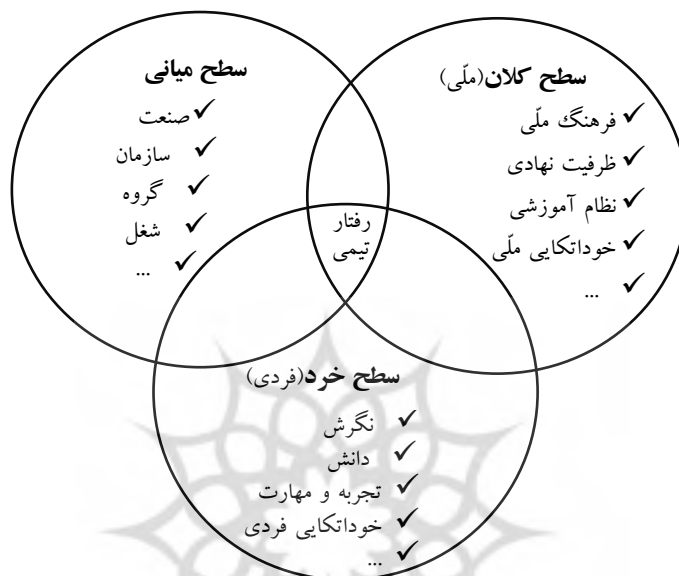 سطح کلان(ملّی)
✓ فرهنگ ملّی
✓ ظرفیت نهادی
✓ نظام آموزشی
✓ خوداتکایی ملّی
✓ ...
سطح میانی
✓ صنعت
✓ سازمان
✓ گروه
✓ شغل
✓ ...
رفتار
تیمی
سطح خرد(فردی)
✓ نگرش
✓ دانش
✓ تجربه و مهارت
✓ خوداتکایی فردی
✓ ...